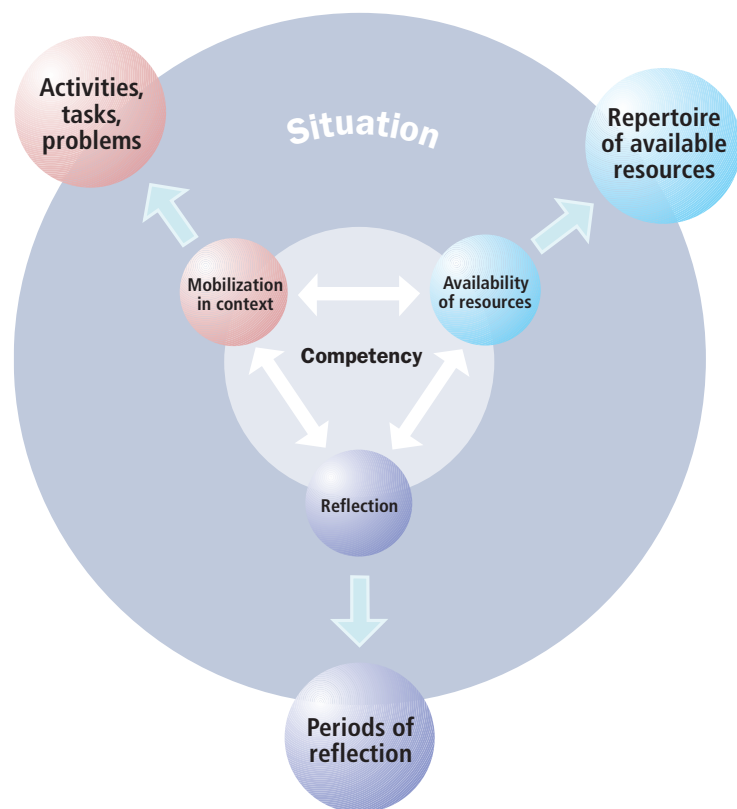 Activities,
tasks,
problems
Situation
Repertoire
of available
resources
Mobilization
in context
Availability
of resources
Competency
Reflection
Periods of
reflection